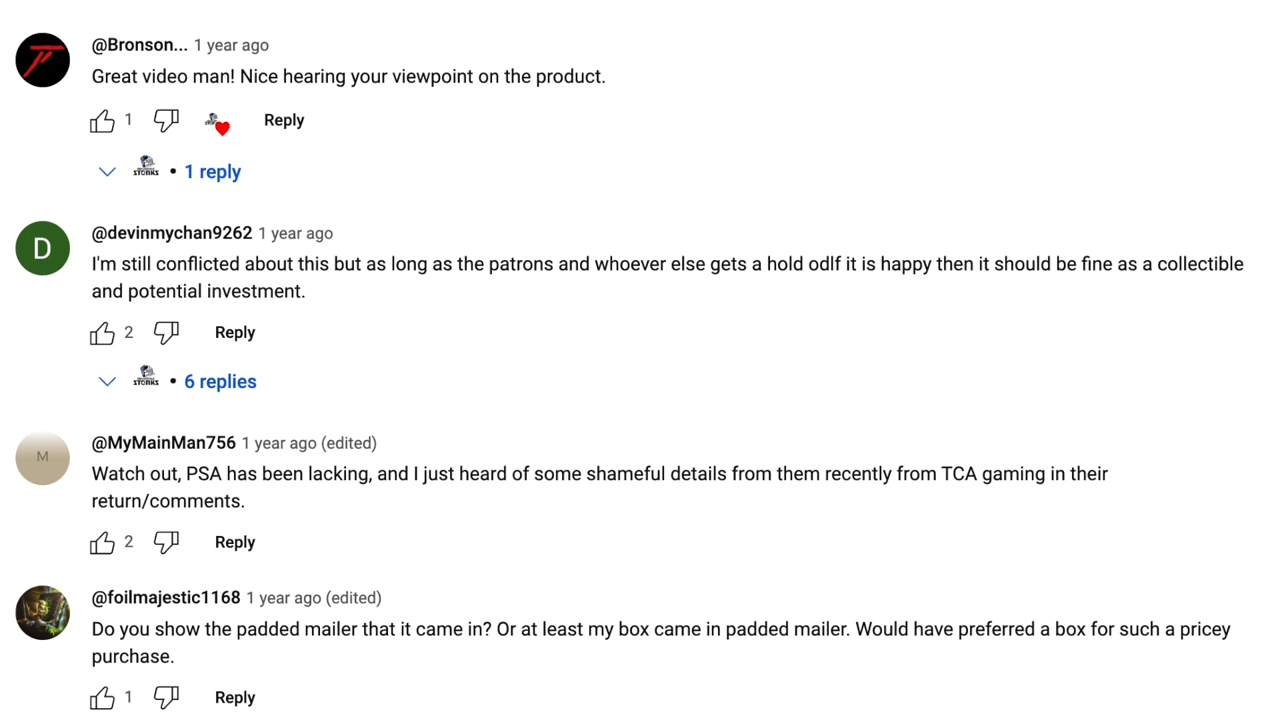 @Bronson... 1 year ago
Great video man! Nice hearing your viewpoint on the product.
1 Reply
STONKS • 1 reply
D
@devinmychan9262 1 year ago
I'm still conflicted about this but as long as the patrons and whoever else gets a hold odlf it is happy then it should be fine as a collectible
and potential investment.
2 Reply
STONKS • 6 replies
M
@MyMainMan756 1 year ago (edited)
Watch out, PSA has been lacking, and I just heard of some shameful details from them recently from TCA gaming in their
return/comments.
2 Reply
@foilmajestic1168 1 year ago (edited)
Do you show the padded mailer that it came in? Or at least my box came in padded mailer. Would have preferred a box for such a pricey
purchase.
1 Reply